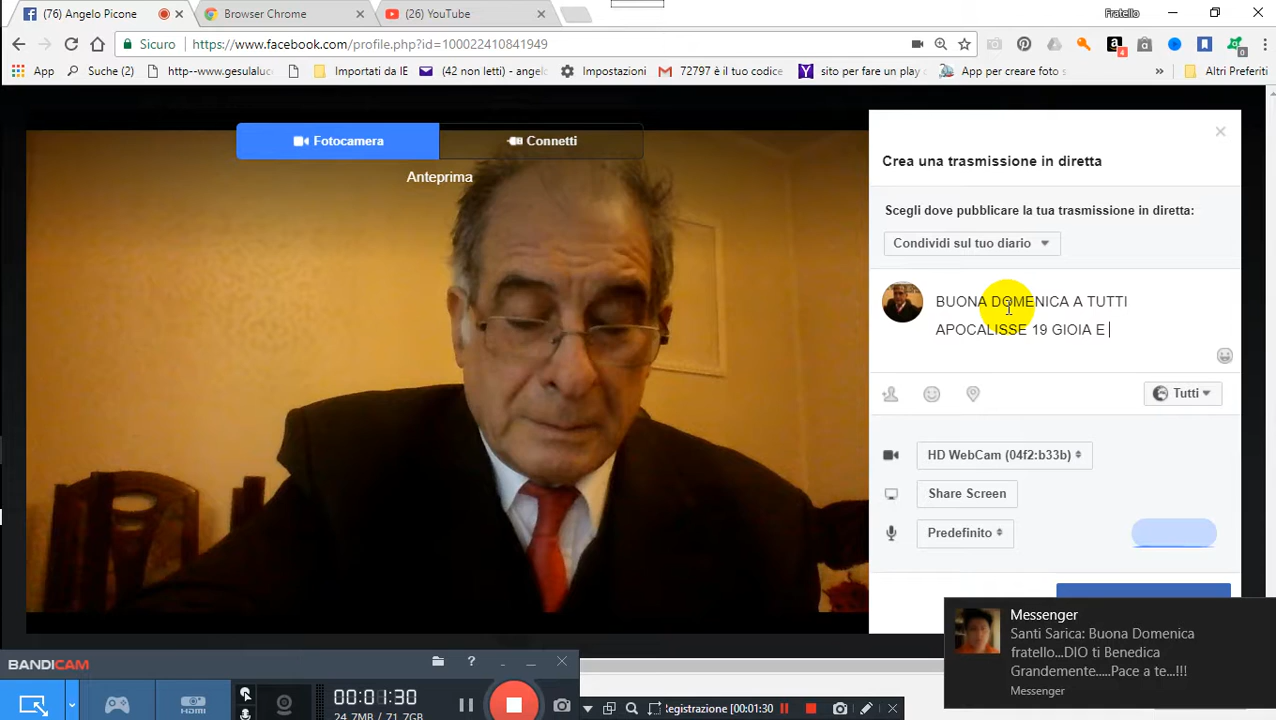 (76) Angelo Picone
Browser Chrome
(26) YouTube
Fratello
Sicuro
https://www.facebook.com/profile.php?id=100022410841949
4
0
App
Suche (2)
http--www.gesulaluc
Importati da IE
(42 non letti) - angelo
Impostazioni
72797 è il tuo codice
sito per fare un play
App per creare foto s
»
Altri Preferiti
Fotocamera
Connetti
Anteprima
Crea una trasmissione in diretta
Scegli dove pubblicare la tua trasmissione in diretta:
Condividi sul tuo diario
BUONA DOMENICA A TUTTI
APOCALISSE 19 GIOIA E
Tutti
HD WebCam (04f2:b33b)
Share Screen
Predefinito
Messenger
Santi Sarica: Buona Domenica
fratello...DIO ti Benedica
Grandemente.....Pace a te...!!!
Messenger
BANDICAM
00:01:30
24.7MB / 71.7GB
Registrazione [00:01:30]